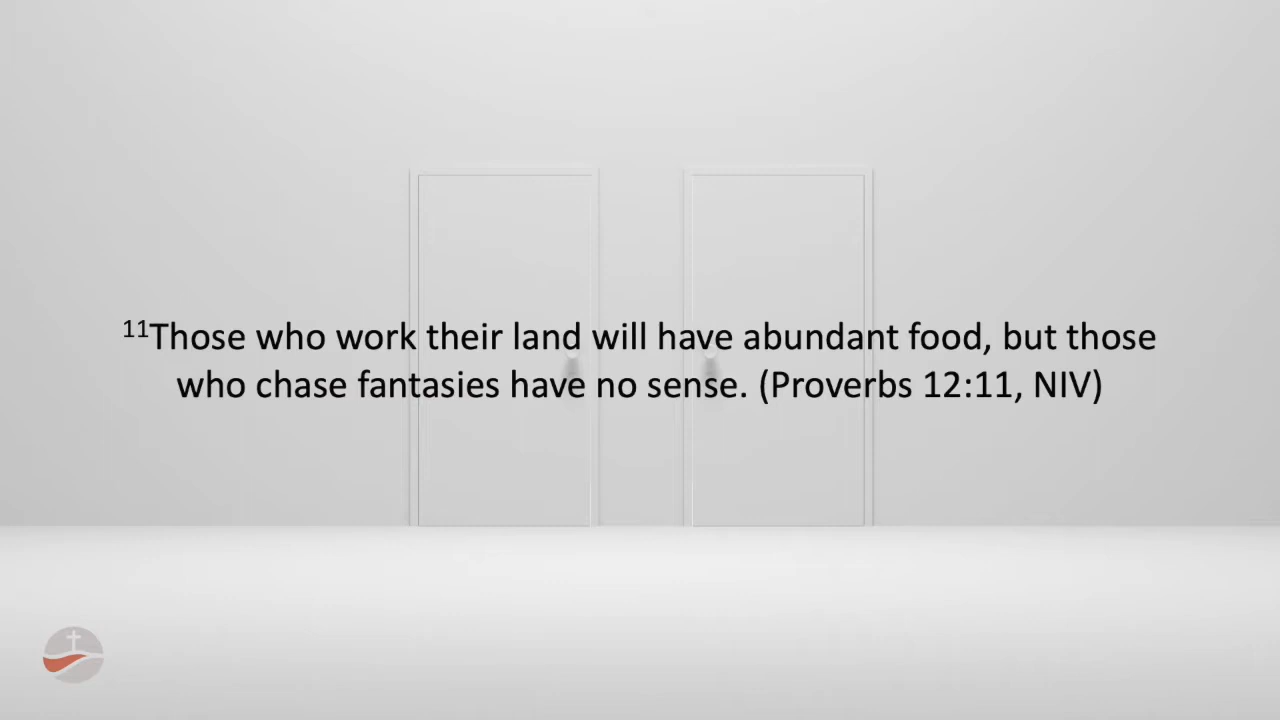 ¹¹Those who work their land will have abundant food, but those
who chase fantasies have no sense. (Proverbs 12:11, NIV)